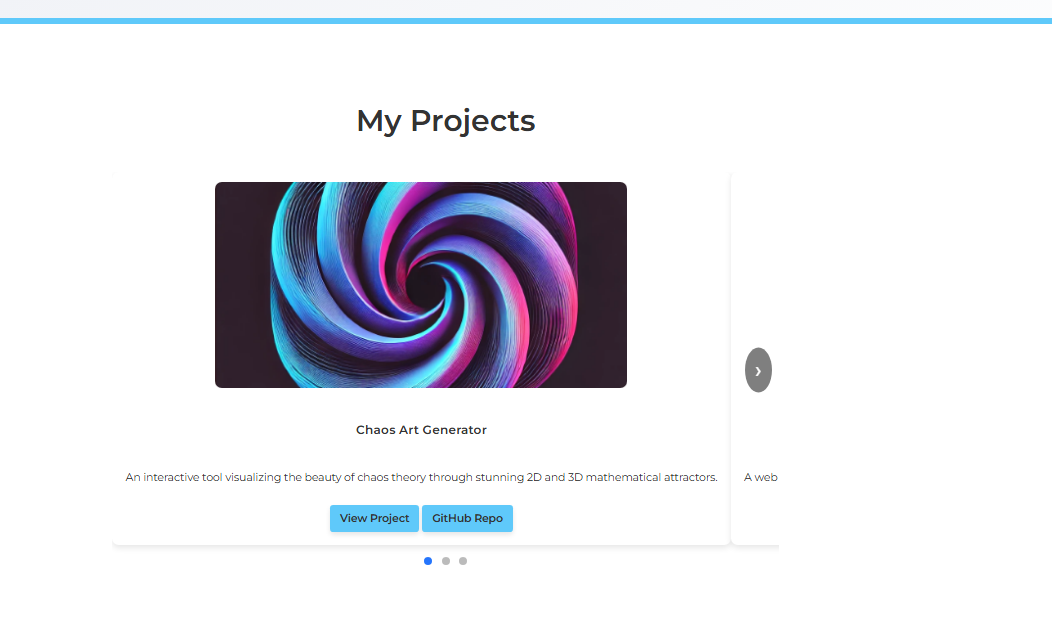 My Projects
›
Chaos Art Generator
An interactive tool visualizing the beauty of chaos theory through stunning 2D and 3D mathematical attractors.
A web
View Project
GitHub Repo